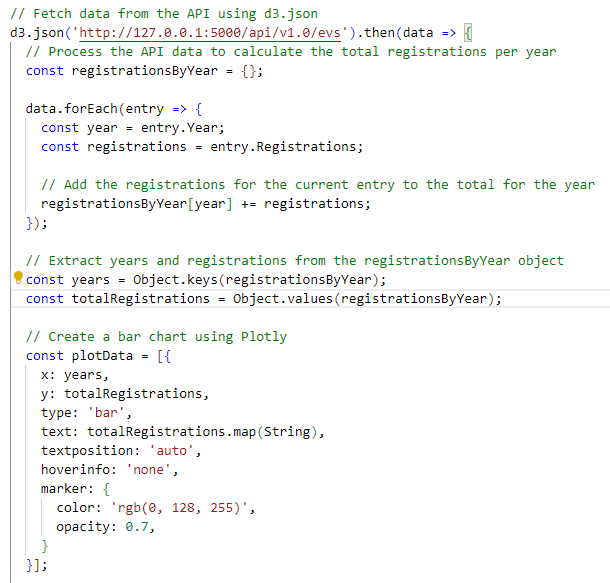 // Fetch data from the API using d3.json
d3.json('http://127.0.0.1:5000/api/v1.0/evs').then(data => {
  // Process the API data to calculate the total registrations per year
  const registrationsByYear = {};

  data.forEach(entry => {
    const year = entry.Year;
    const registrations = entry.Registrations;

    // Add the registrations for the current entry to the total for the year
    registrationsByYear[year] += registrations;
  });

  // Extract years and registrations from the registrationsByYear object
  const years = Object.keys(registrationsByYear);
  const totalRegistrations = Object.values(registrationsByYear);

  // Create a bar chart using Plotly
  const plotData = [{
    x: years,
    y: totalRegistrations,
    type: 'bar',
    text: totalRegistrations.map(String),
    textposition: 'auto',
    hoverinfo: 'none',
    marker: {
      color: 'rgb(0, 128, 255)',
      opacity: 0.7,
    }
  }];